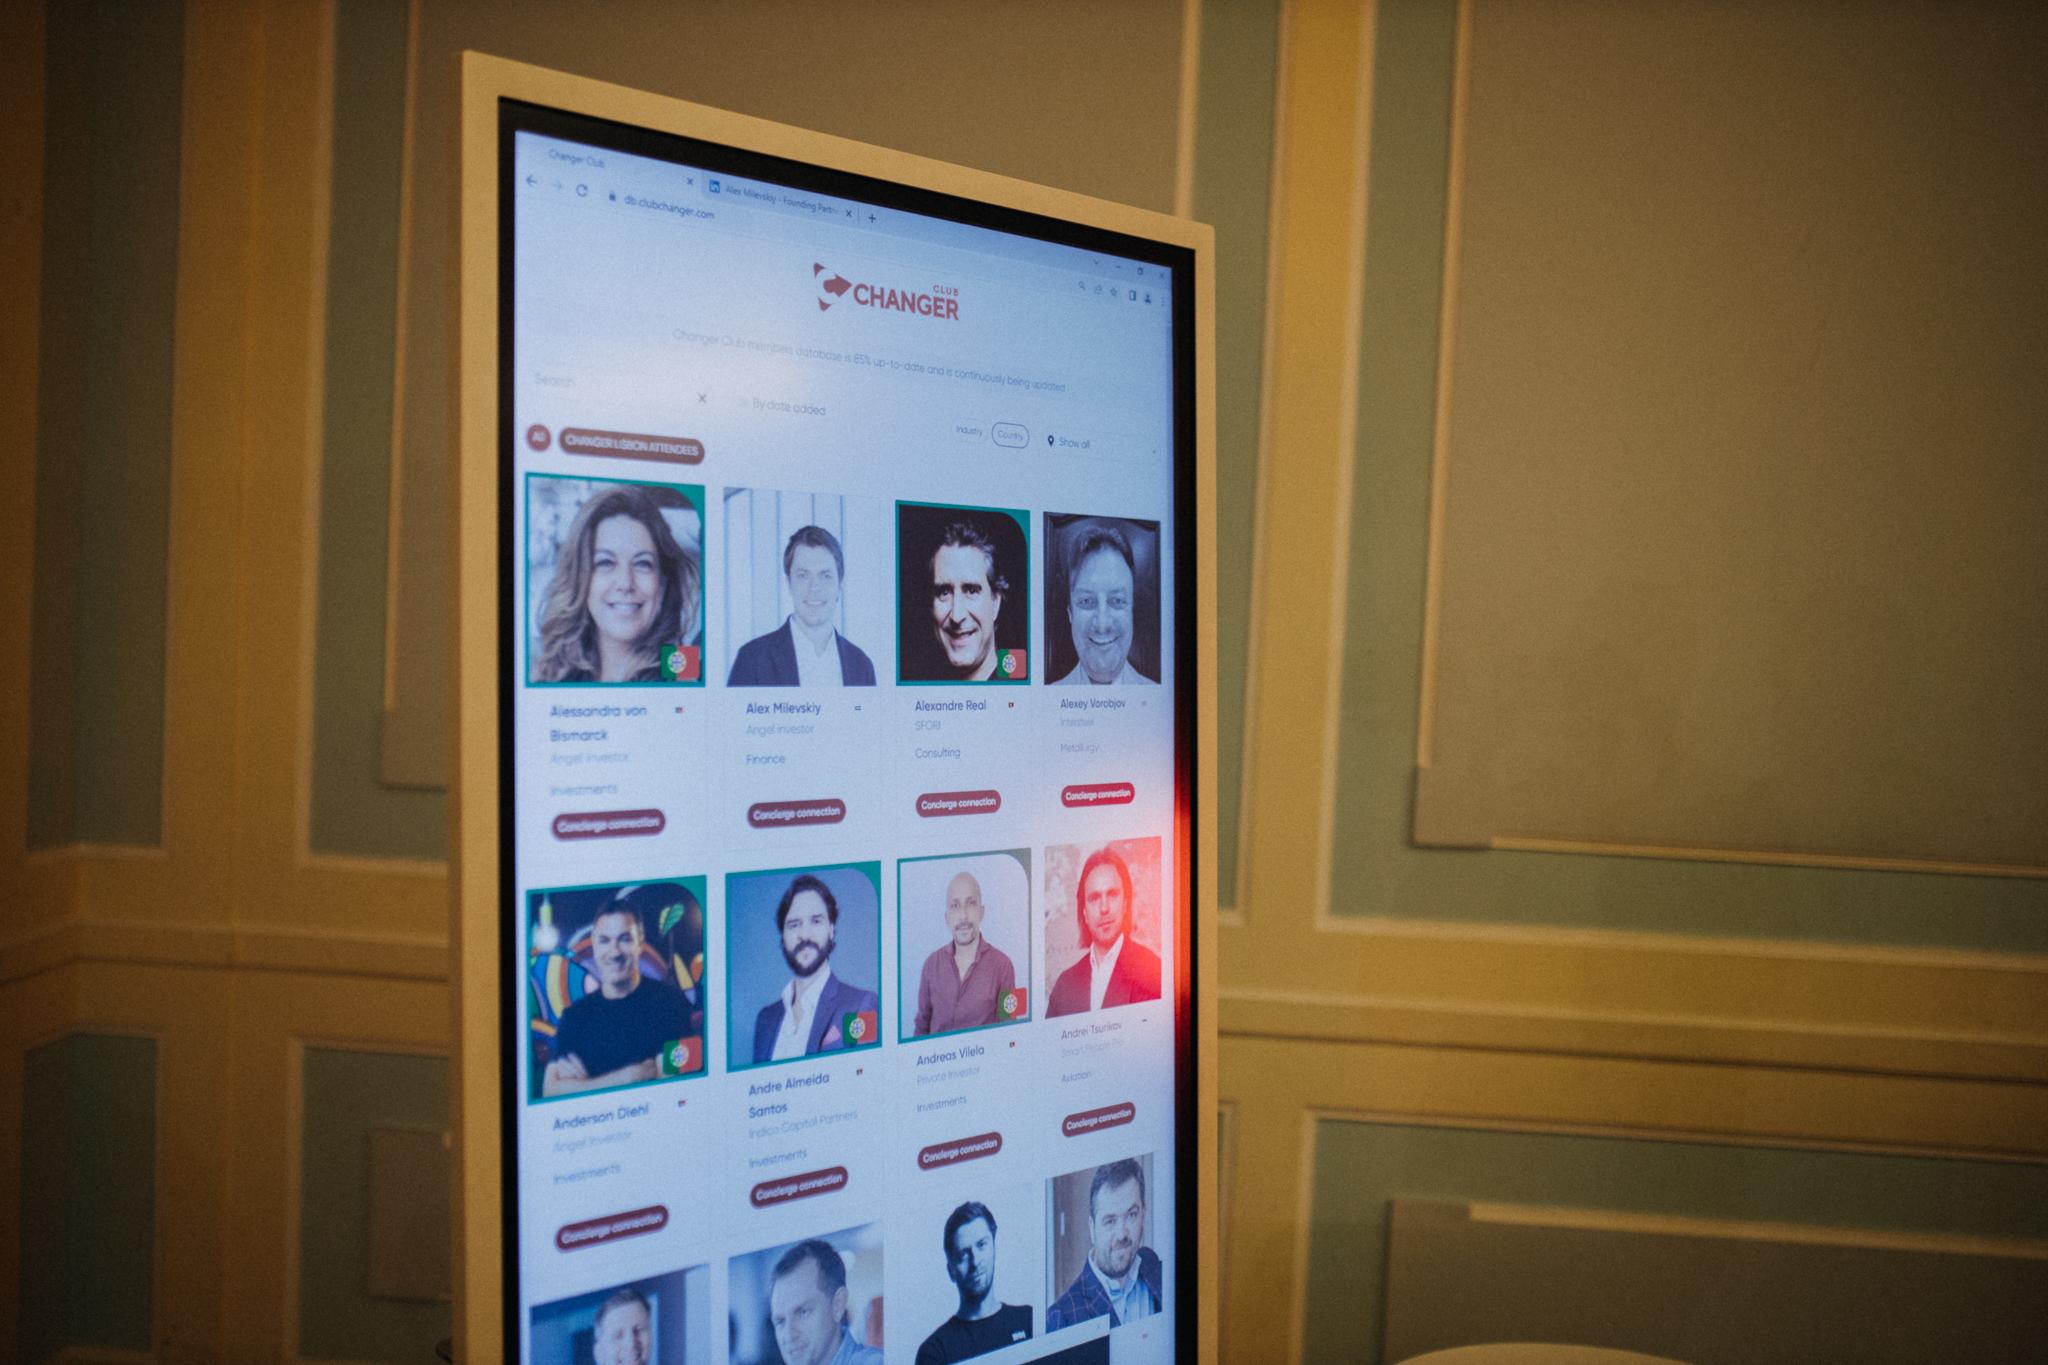 Changer Club
Alex Milevskiy - Founding Partn
db.clubchanger.com
CLUB
CHANGER
Changer Club members database is 85% up-to-date and is continuously being updated
Search
By date added
Industry
Country
Show all
All
CHANGER LISBON ATTENDEES
Alessandra von
Bismarck
Angel investor
Investments
Concierge connection
Alex Milevskiy
Angel investor
Finance
Concierge connection
Alexandre Real
SFORI
Consulting
Concierge connection
Alexey Vorobjov
Metallurgy
Concierge connection
Anderson Diehl
Angel Investor
Investments
Concierge connection
Andre Almeida
Santos
Indico Capital Partners
Investments
Concierge connection
Andreas Vilela
Private Investor
Investments
Concierge connection
Andrei Tsurikov
Smart People Pro
Aviation
Concierge connection